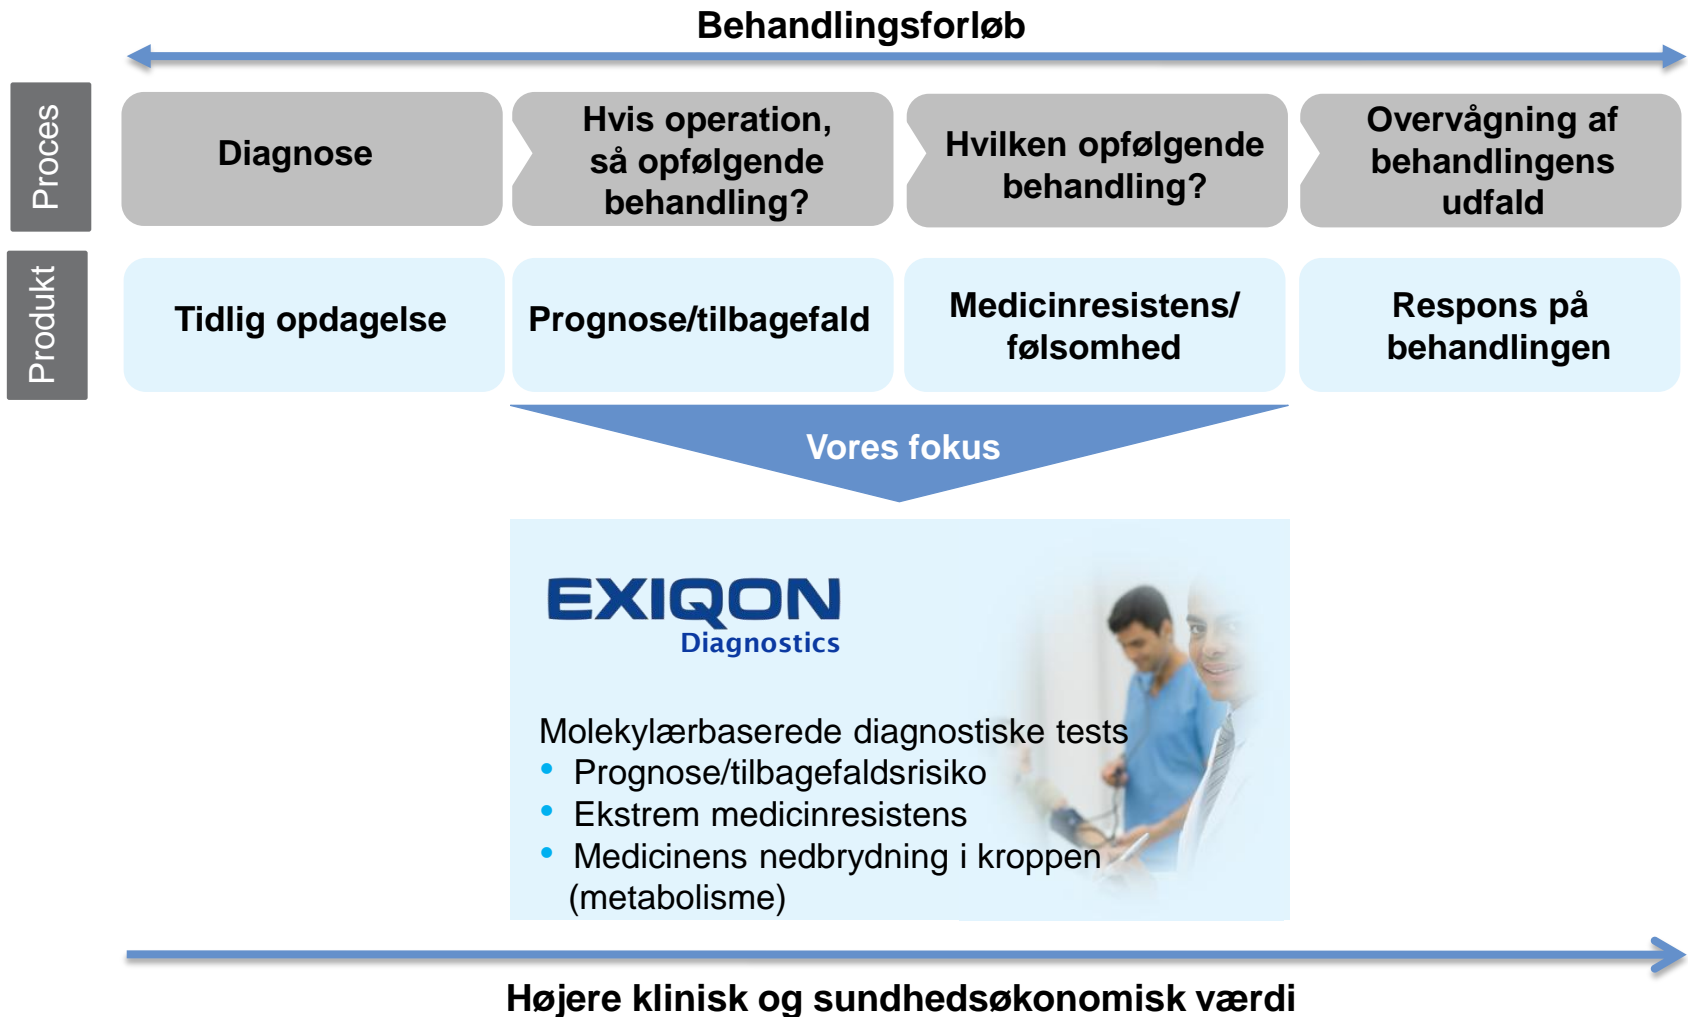 Behandlingsforløb
Proces
Diagnose
Hvis operation,
så opfølgende
behandling?
Hvilken opfølgende
behandling?
Overvågning af
behandlingens
udfald
Produkt
Tidlig opdagelse
Prognose/tilbagefald
Medicinresistens/
følsomhed
Respons på
behandlingen
Vores fokus
EXIQON
Diagnostics
Molekylærbaserede diagnostiske tests
• Prognose/tilbagefaldsrisiko
• Ekstrem medicinresistens
• Medicinens nedbrydning i kroppen
(metabolisme)
Højere klinisk og sundhedsøkonomisk værdi